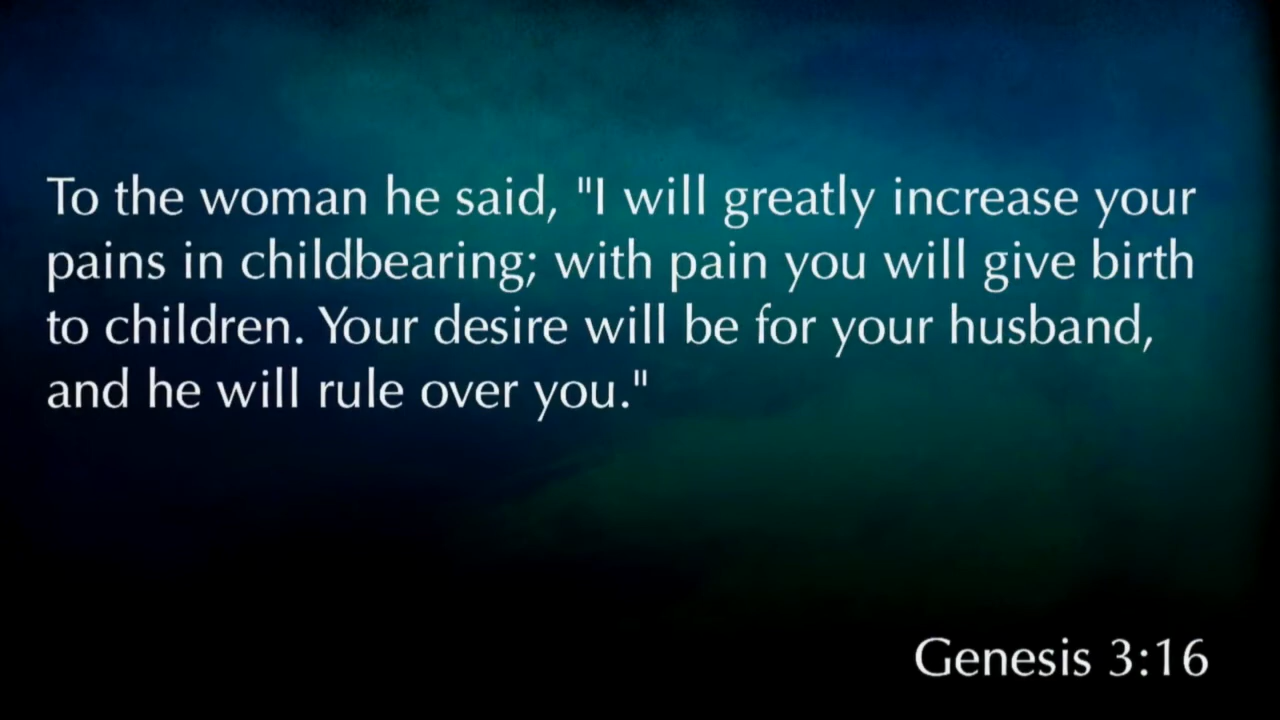 To the woman he said, "I will greatly increase your
pains in childbearing; with pain you will give birth
to children. Your desire will be for your husband,
and he will rule over you."
Genesis 3:16